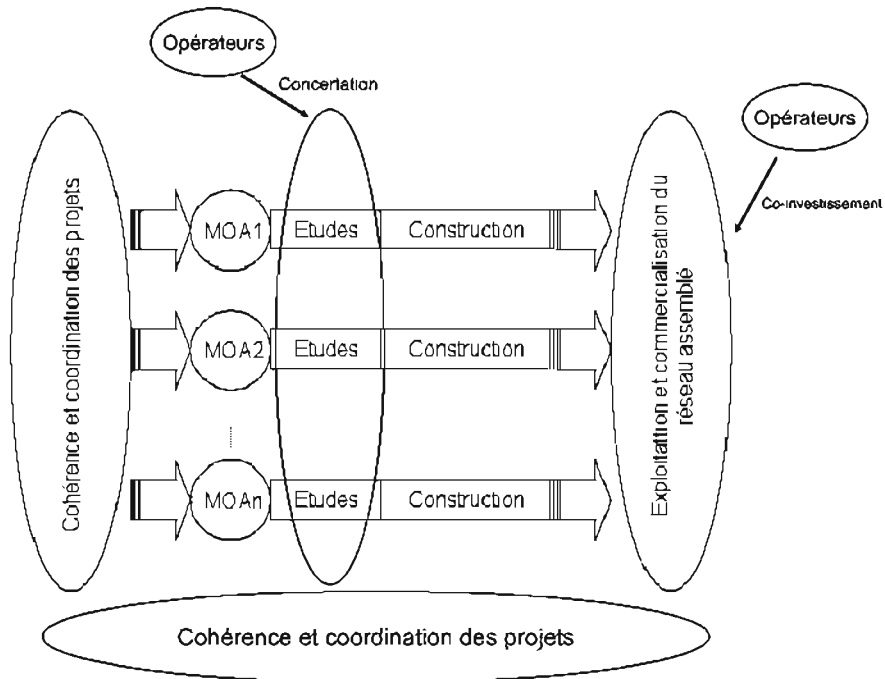 Opérateurs
Concertation
Opérateurs
Co-investissement
Cohérence et coordination des projets
MOA1
Etudes
Construction
MOA2
Etudes
Construction
MOAn
Etudes
Construction
Exploitattion et commercialisation du
réseau assemblé
Cohérence et coordination des projets